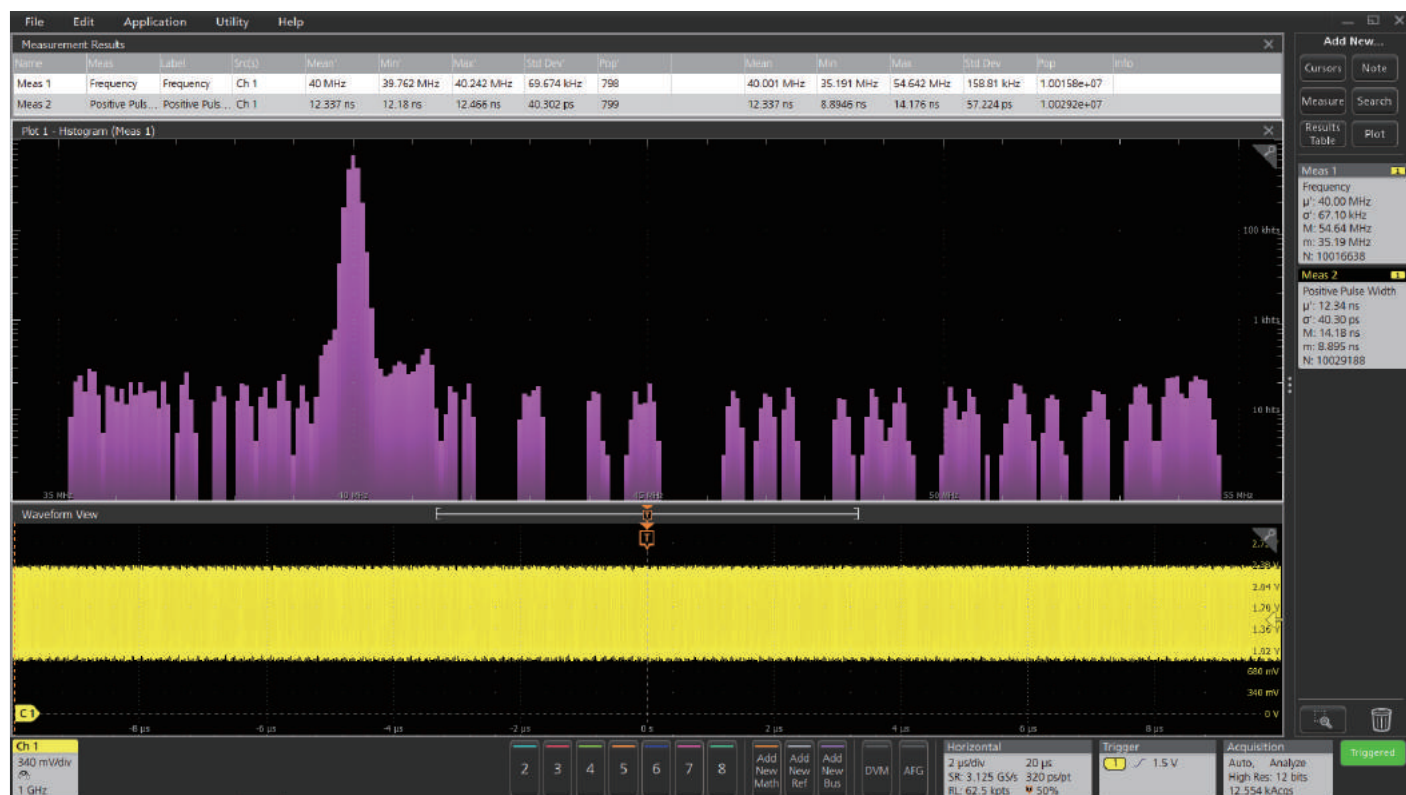 File Edit Application Utility Help
Measurement Results
Name Meas Label Src(s) Mean' Min' Max' Std Dev' Pop' Mean Min Max Std Dev Pop Info
Meas 1 Frequency Frequency Ch 1 40 MHz 39.762 MHz 40.242 MHz 69.674 kHz 798 40.001 MHz 35.191 MHz 54.642 MHz 158.81 kHz 1.00158e+07
Meas 2 Positive Puls... Positive Puls... Ch 1 12.337 ns 12.18 ns 12.466 ns 40.302 ps 799 12.337 ns 8.8946 ns 14.176 ns 57.224 ps 1.00292e+07
Plot 1 - Histogram (Meas 1)
100 khits
1 khits
10 hits
35 MHz 40 MHz 45 MHz 50 MHz 55 MHz
Waveform View
T
T
2.38 V
2.04 V
1.70 V
1.36 V
1.02 V
680 mV
340 mV
0 V
C1
-8 µs -6 µs -4 µs -2 µs 0 s 2 µs 4 µs 6 µs 8 µs
Add New...
Cursors Note
Measure Search
Results Table Plot
Meas 1 1
Frequency
µ': 40.00 MHz
σ': 67.10 kHz
M: 54.64 MHz
m: 35.19 MHz
N: 10016638
Meas 2 1
Positive Pulse Width
µ': 12.34 ns
σ': 40.30 ps
M: 14.18 ns
m: 8.895 ns
N: 10029188
Ch 1
340 mV/div
1 GHz
2 3 4 5 6 7 8
Add New Math
Add New Ref
Add New Bus
DVM AFG
Horizontal
2 µs/div 20 µs
SR: 3.125 GS/s 320 ps/pt
RL: 62.5 kpts 50%
Trigger
1 1.5 V
Acquisition
Auto, Analyze
High Res: 12 bits
12.554 kAcqs
Triggered